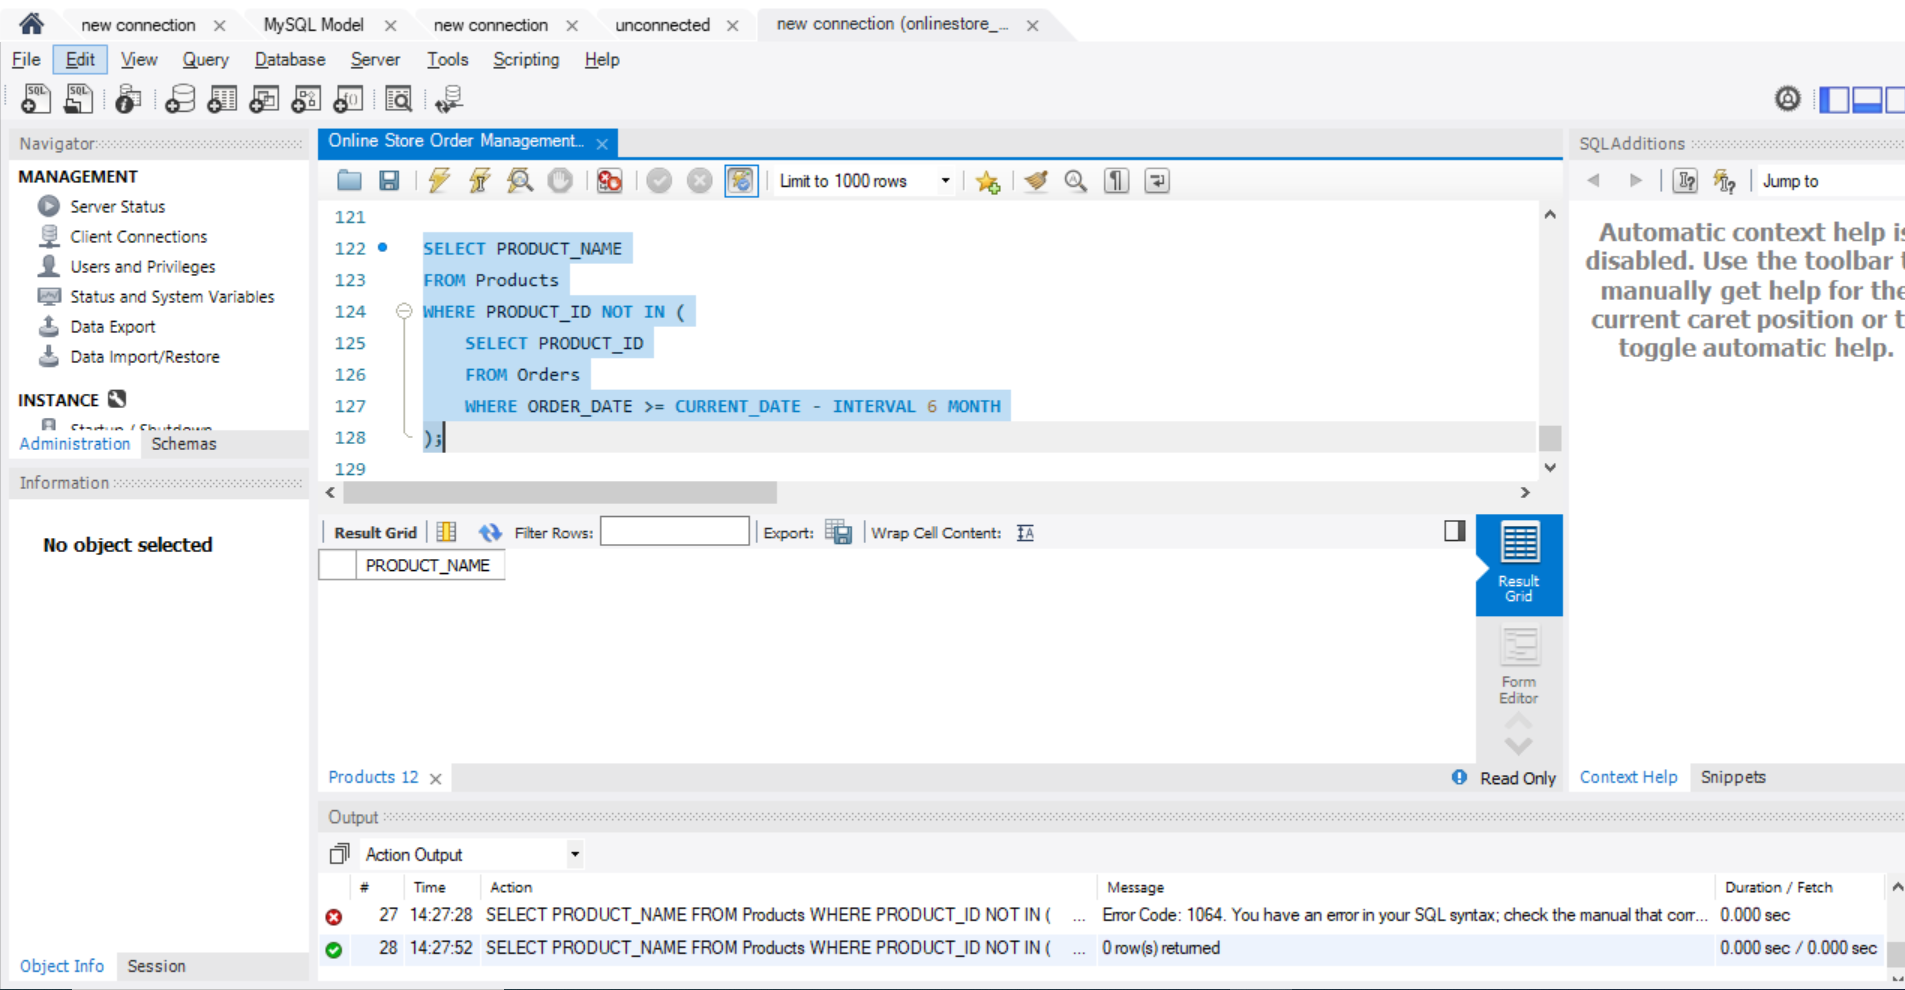 new connection
MySQL Model
new connection
unconnected
new connection (onlinestore_...
File Edit View Query Database Server Tools Scripting Help
Navigator
MANAGEMENT
Server Status
Client Connections
Users and Privileges
Status and System Variables
Data Export
Data Import/Restore
INSTANCE
Startup / Shutdown
Administration Schemas
Information
No object selected
Object Info Session
Online Store Order Management...
Limit to 1000 rows
121
122 SELECT PRODUCT_NAME
123 FROM Products
124 WHERE PRODUCT_ID NOT IN (
125 SELECT PRODUCT_ID
126 FROM Orders
127 WHERE ORDER_DATE >= CURRENT_DATE - INTERVAL 6 MONTH
128 );
129
Result Grid Filter Rows: Export: Wrap Cell Content:
PRODUCT_NAME
Result
Grid
Form
Editor
Products 12
Read Only
SQLAdditions
Jump to
Automatic context help is
disabled. Use the toolbar
manually get help for the
current caret position or
toggle automatic help.
Context Help Snippets
Output
Action Output
# Time Action Message Duration / Fetch
27 14:27:28 SELECT PRODUCT_NAME FROM Products WHERE PRODUCT_ID NOT IN ( ... Error Code: 1064. You have an error in your SQL syntax; check the manual that corr... 0.000 sec
28 14:27:52 SELECT PRODUCT_NAME FROM Products WHERE PRODUCT_ID NOT IN ( ... 0 row(s) returned 0.000 sec / 0.000 sec